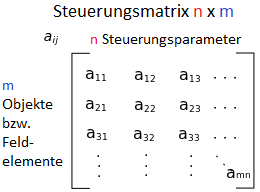 Steuerungsmatrix n x m
aij n Steuerungsparameter
m
Objekte
bzw.
Feld-
elemente
a11 a12 a13 . . .
a21 a22 a23 . . .
a31 a32 a33 . . .
amn